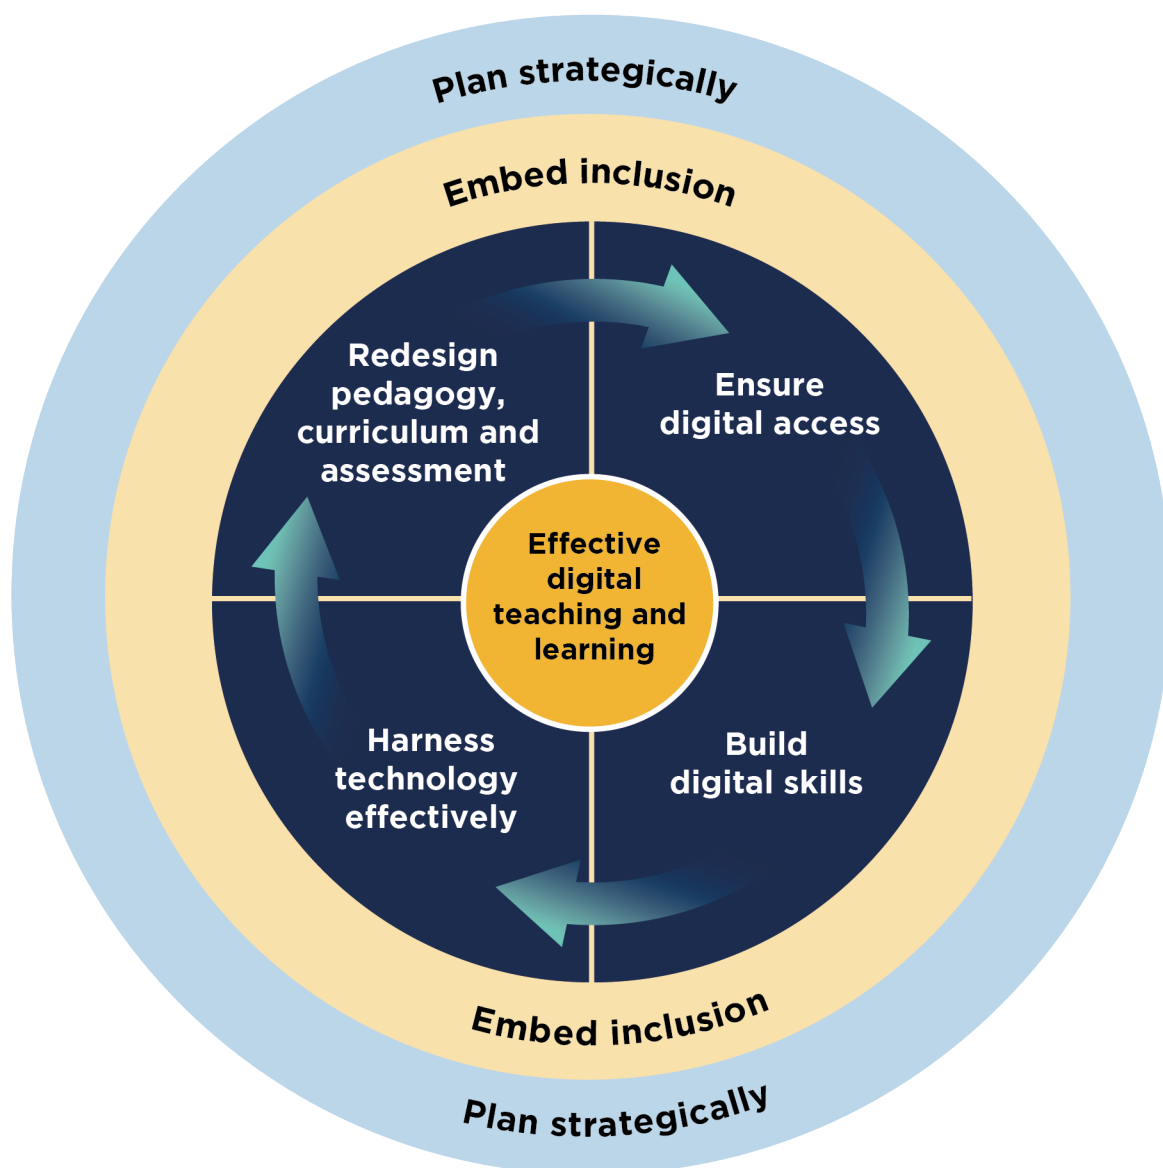 Plan strategically
Embed inclusion
Redesign
pedagogy,
curriculum and
assessment
Ensure
digital access
Effective
digital
teaching and
learning
Harness
technology
effectively
Build
digital skills
Embed inclusion
Plan strategically